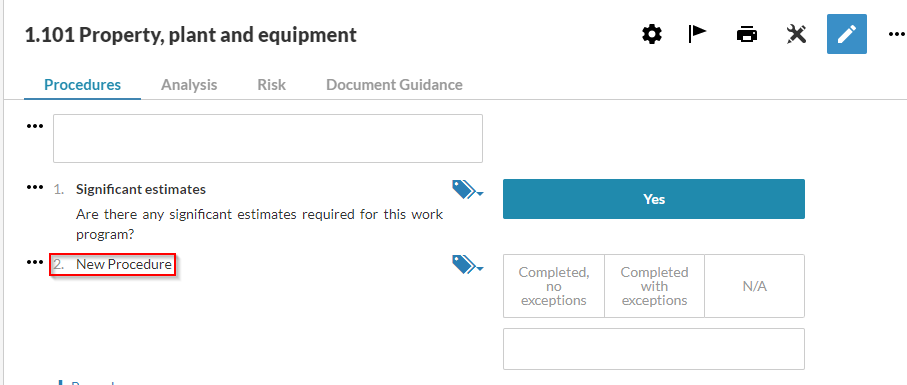 1.101 Property, plant and equipment
Procedures Analysis Risk Document Guidance
1. Significant estimates
Are there any significant estimates required for this work
program?
Yes
2. New Procedure
Completed,
no
exceptions
Completed
with
exceptions
N/A